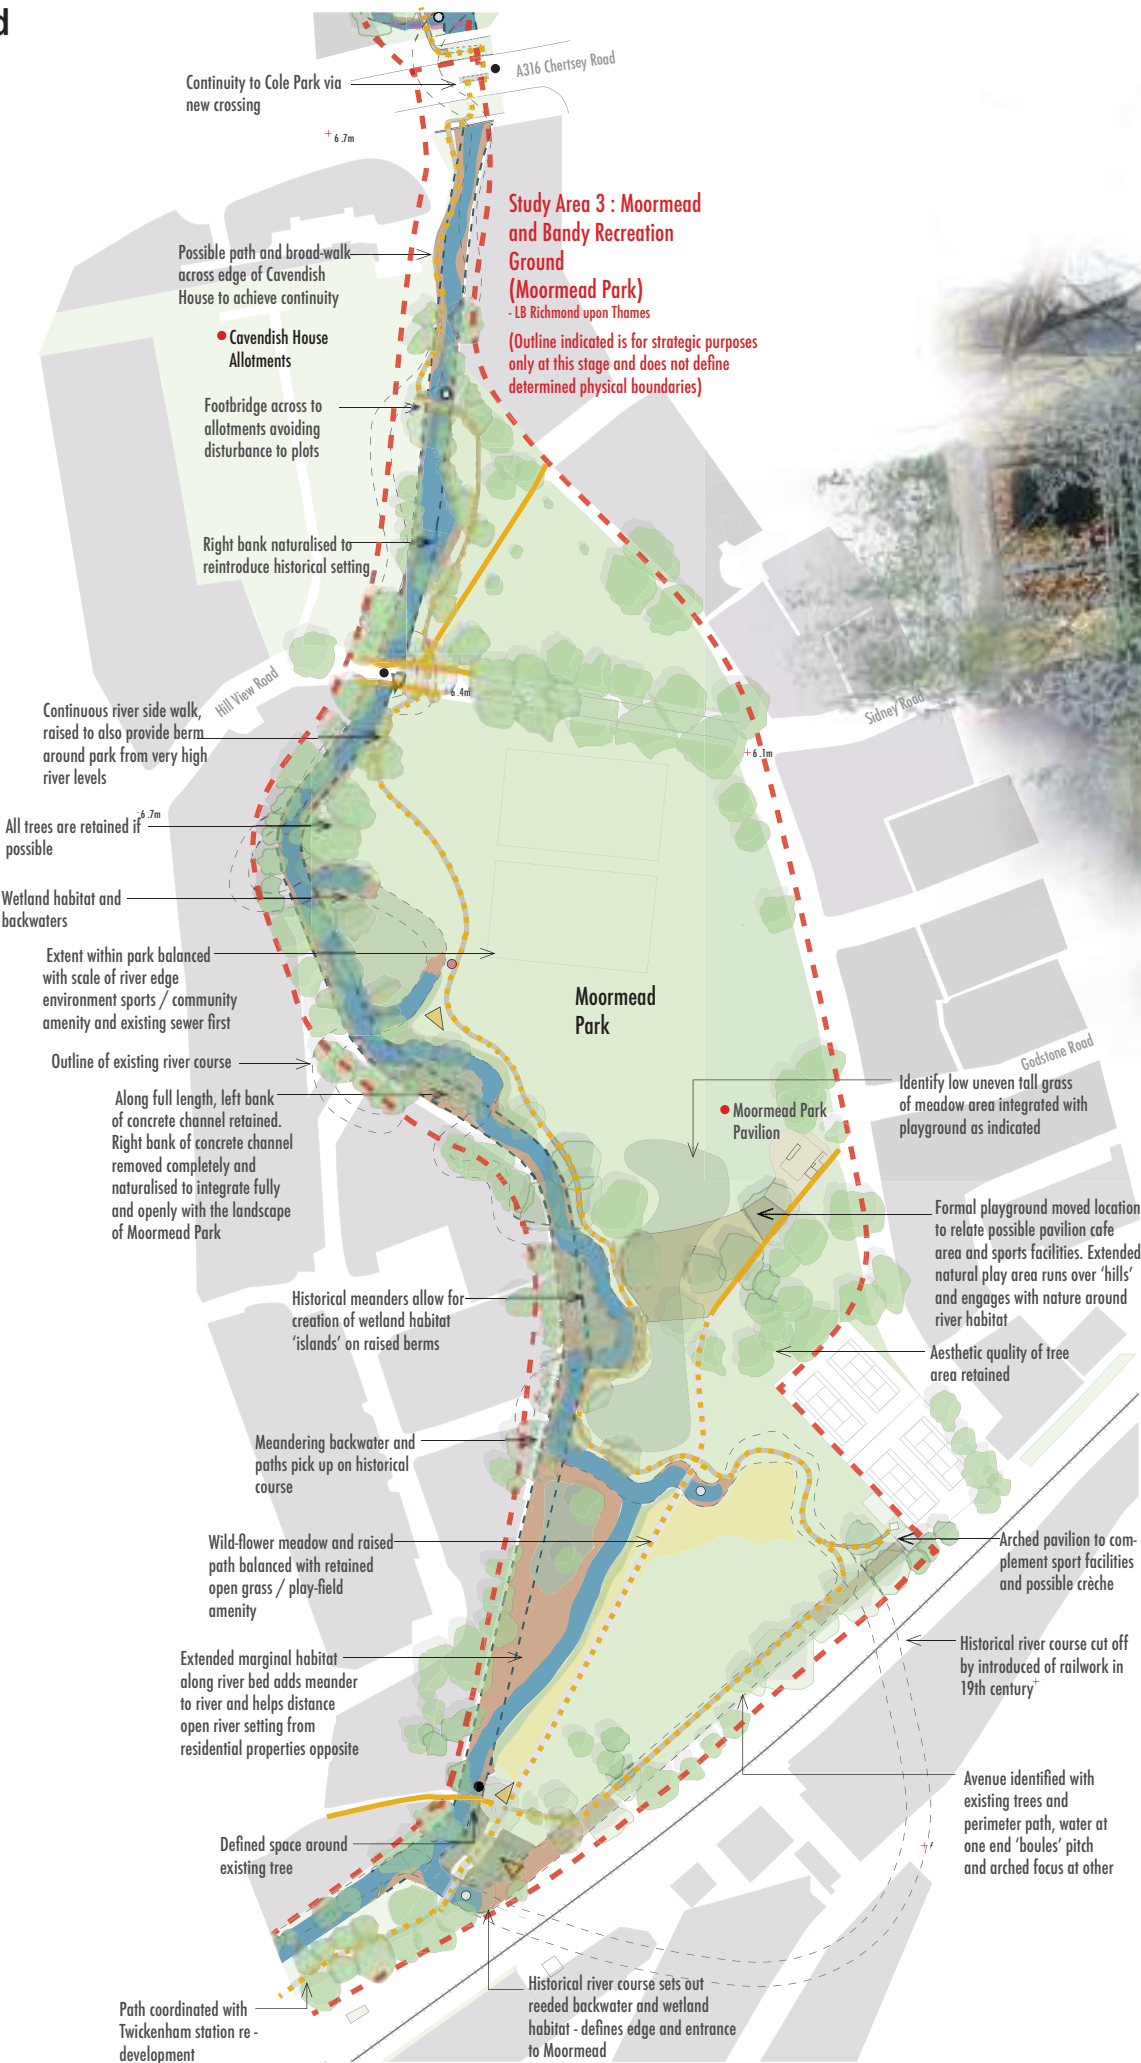 d
Continuity to Cole Park via
new crossing
A316 Chertsey Road
6 .7m
Study Area 3 : Moormead
and Bandy Recreation
Ground
(Moormead Park)
- LB Richmond upon Thames
(Outline indicated is for strategic purposes
only at this stage and does not define
determined physical boundaries)
Possible path and broad-walk
across edge of Cavendish
House to achieve continuity
Cavendish House
Allotments
Footbridge across to
allotments avoiding
disturbance to plots
Right bank naturalised to
reintroduce historical setting
Hill View Road
6 .4m
Sidney Road
6 .1m
Continuous river side walk,
raised to also provide berm
around park from very high
river levels
6 .7m
All trees are retained if
possible
Wetland habitat and
backwaters
Extent within park balanced
with scale of river edge
environment sports / community
amenity and existing sewer first
Moormead
Park
Outline of existing river course
Godstone Road
Along full length, left bank
of concrete channel retained.
Right bank of concrete channel
removed completely and
naturalised to integrate fully
and openly with the landscape
of Moormead Park
Identify low uneven tall grass
of meadow area integrated with
playground as indicated
Moormead Park
Pavilion
Formal playground moved location
to relate possible pavilion cafe
area and sports facilities. Extended
natural play area runs over ‘hills’
and engages with nature around
river habitat
Historical meanders allow for
creation of wetland habitat
‘islands’ on raised berms
Aesthetic quality of tree
area retained
Meandering backwater and
paths pick up on historical
course
Wild-flower meadow and raised
path balanced with retained
open grass / play-field
amenity
Arched pavilion to com-
plement sport facilities
and possible crèche
Extended marginal habitat
along river bed adds meander
to river and helps distance
open river setting from
residential properties opposite
Historical river course cut off
by introduced of railwork in
19th century
Avenue identified with
existing trees and
perimeter path, water at
one end ‘boules’ pitch
and arched focus at other
Defined space around
existing tree
Historical river course sets out
reeded backwater and wetland
habitat - defines edge and entrance
to Moormead
Path coordinated with
Twickenham station re -
development